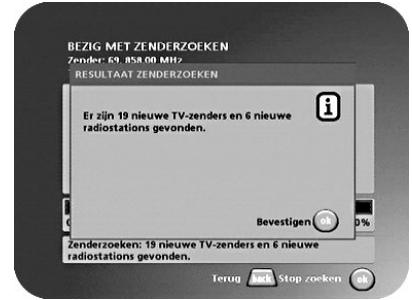 BEZIG MET ZENDERZOEKEN
Zender: 69, 858.00 MHz
RESULTAAT ZENDERZOEKEN
Er zijn 19 nieuwe TV-zenders en 6 nieuwe
radiostations gevonden.
i
Bevestigen ok
0%
Zenderzoeken: 19 nieuwe TV-zenders en 6 nieuwe
radiostations gevonden.
Terug back Stop zoeken ok